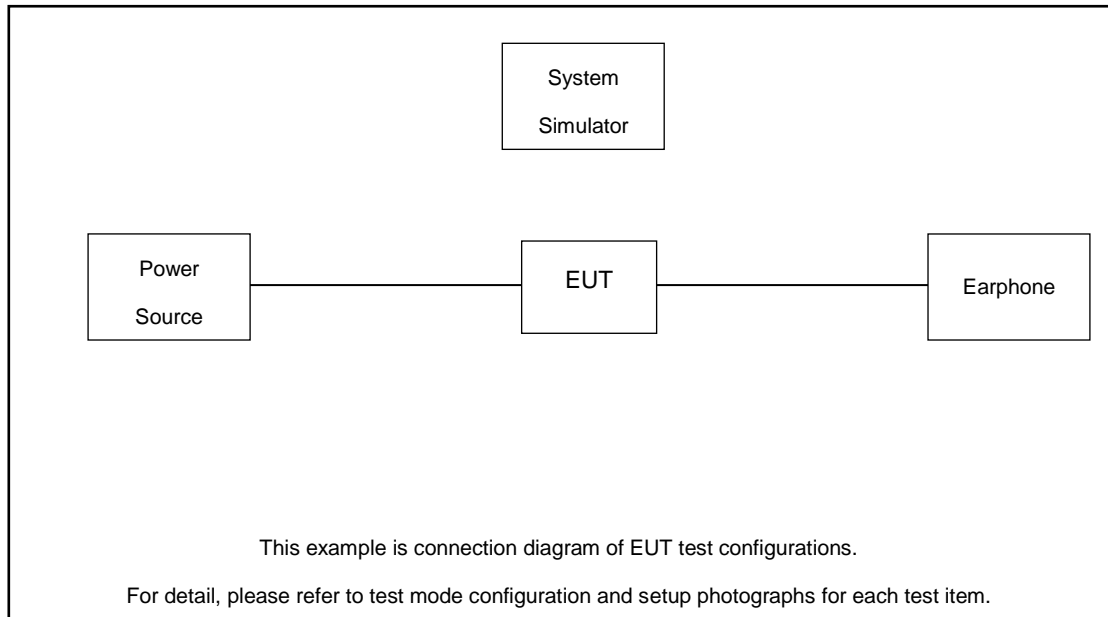 System
Simulator
Power
Source
EUT
Earphone
This example is connection diagram of EUT test configurations.
For detail, please refer to test mode configuration and setup photographs for each test item.